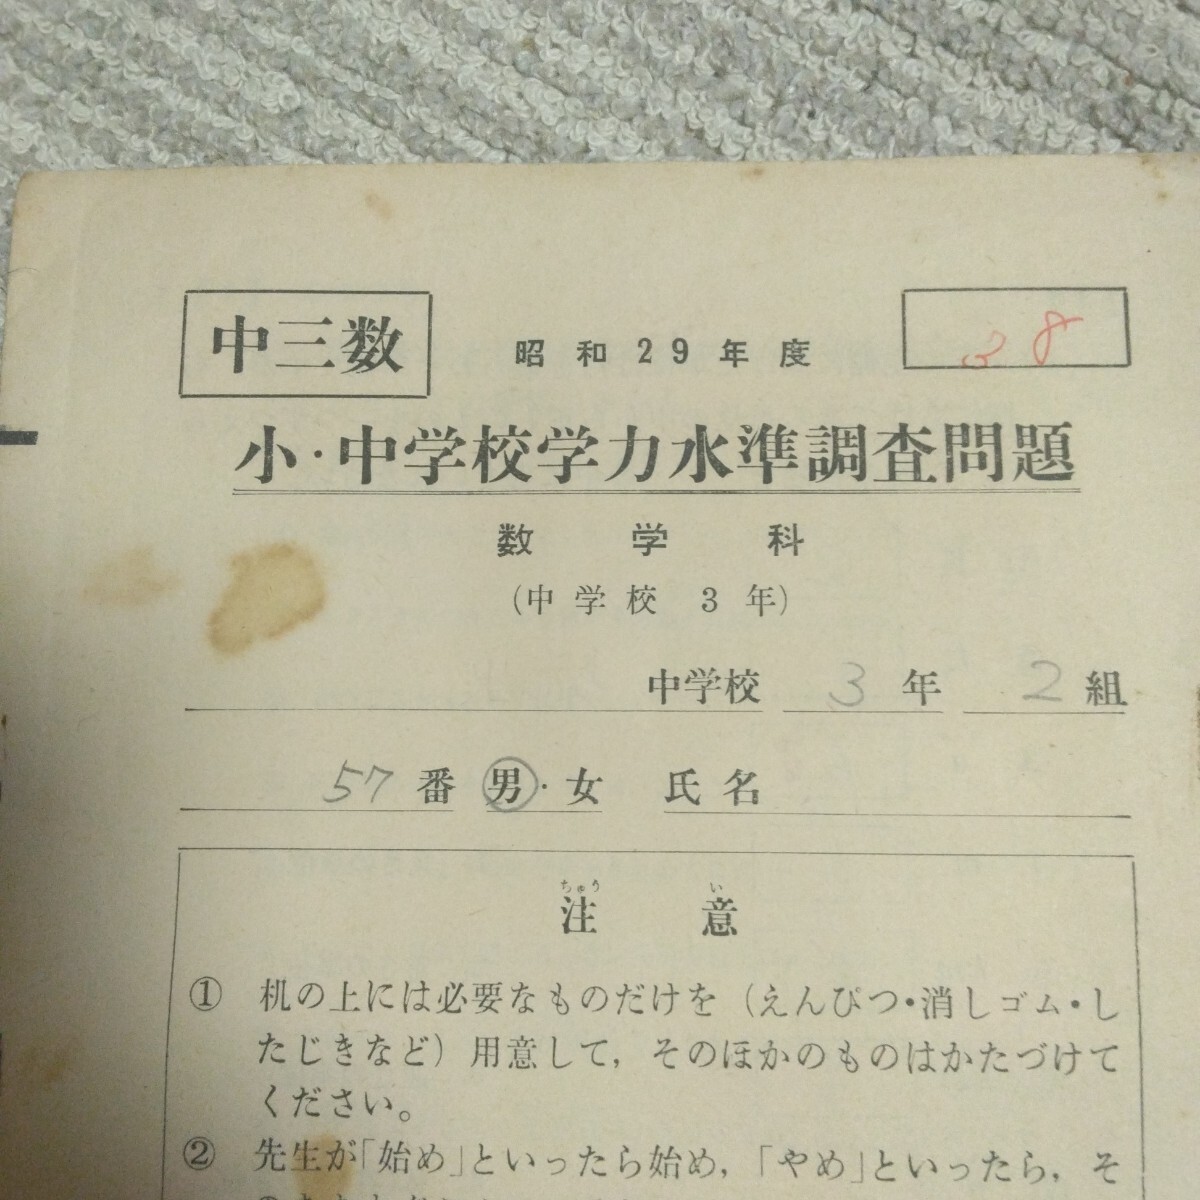 中三数
昭和29年度
38
小・中学校学力水準調査問題
数学科
(中学校 3年)
中学校 3年 2組
57番 男・女 氏名
ちゅう い
注意
① 机の上には必要なものだけを（えんぴつ・消しゴム・し
たじきなど）用意して，そのほかのものはかたづけて
ください。
② 先生が「始め」といったら始め，「やめ」といったら，そ